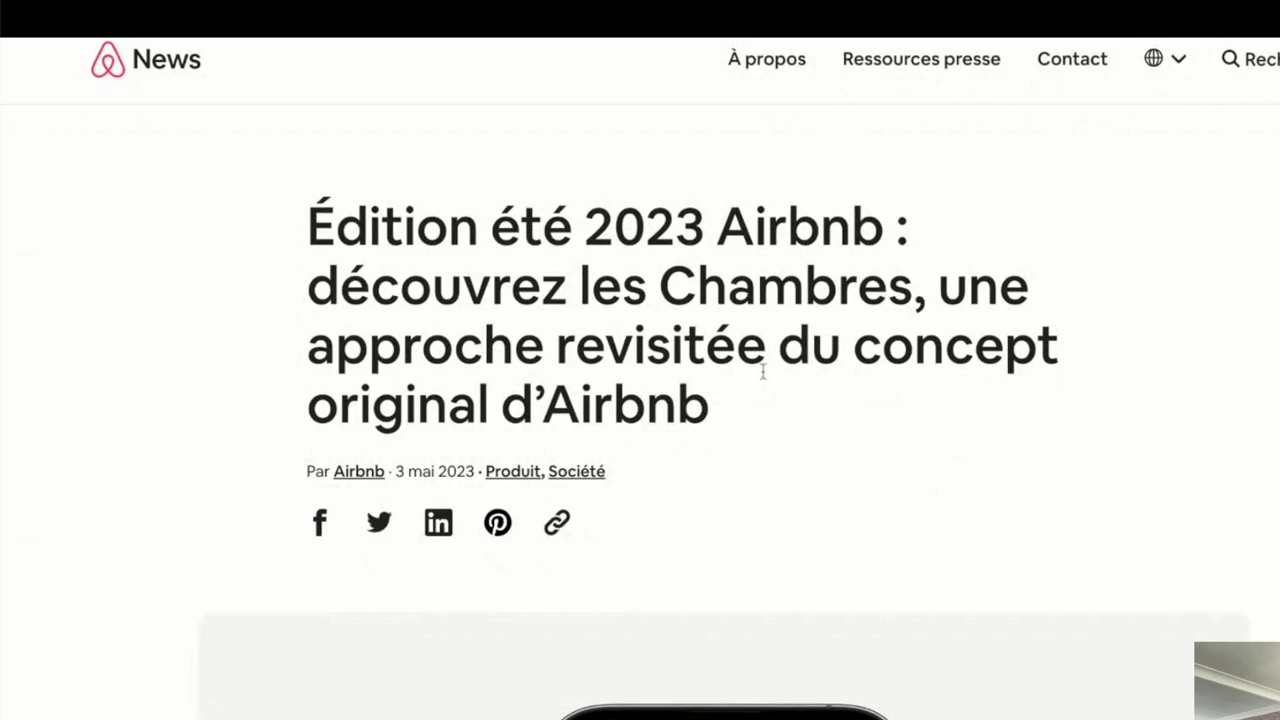 News
À propos
Ressources presse
Contact
Édition été 2023 Airbnb :
découvrez les Chambres, une
approche revisitée du concept
original d’Airbnb
Par Airbnb · 3 mai 2023 · Produit, Société